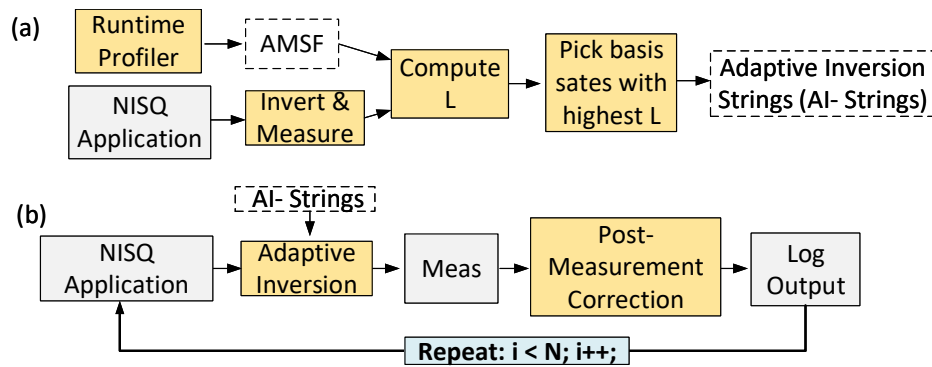 (a)
Runtime
Profiler
AMSF
NISQ
Application
Invert &
Measure
Compute
L
Pick basis
sates with
highest L
Adaptive Inversion
Strings (AI- Strings)
(b)
AI- Strings
NISQ
Application
Adaptive
Inversion
Meas
Post-
Measurement
Correction
Log
Output
Repeat: i < N; i++;